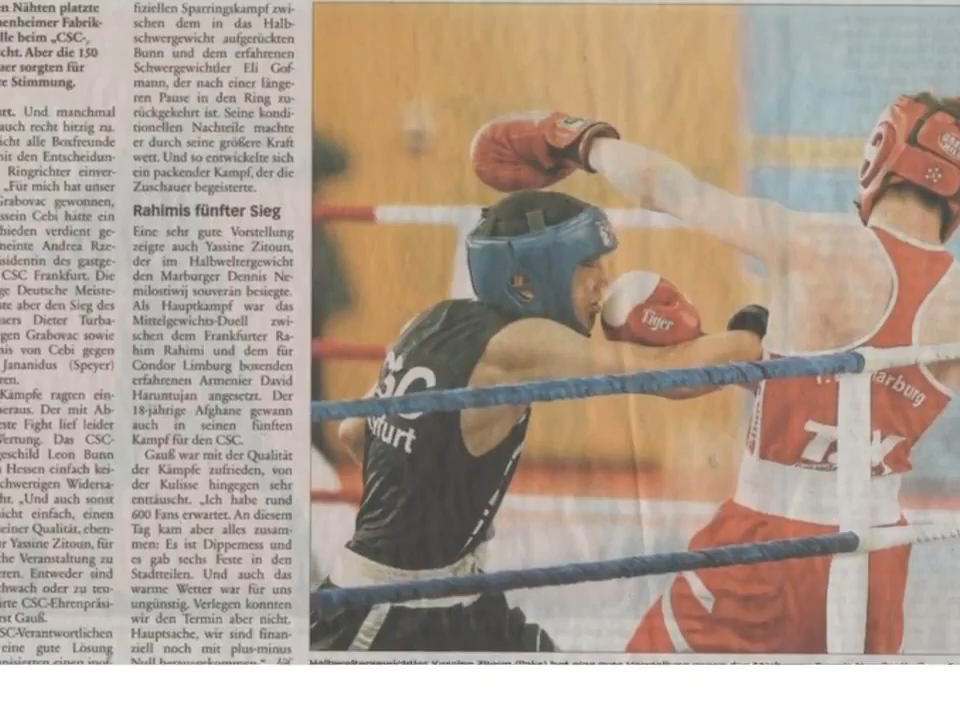 n Nähten platzte
enheimer Fabrik-
lle beim „CSC-
cht. Aber die 150
uer sorgten für
e Stimmung.
urt. Und manchmal
auch recht hitzig zu.
icht alle Boxfreunde
mit den Entscheidun-
Ringrichter einver-
„Für mich hat unser
Grabovac gewonnen,
ssein Cebi hätte ein
hieden verdient ge-
meinte Andrea Rze-
sidentin des gastge-
CSC Frankfurt. Die
ge Deutsche Meiste-
ste aber den Sieg des
sers Dieter Turba-
gen Grabovac sowie
nis von Cebi gegen
Jananidus (Speyer)
ren.
Kämpfe ragten ein-
heraus. Der mit Ab-
este Fight lief leider
Wertung. Das CSC-
geschild Leon Bunn
n Hessen einfach kei-
chwertigen Widersa-
ht. „Und auch sonst
nicht einfach, einen
einer Qualität, eben-
r Yassine Zitoun, für
che Veranstaltung zu
eren. Entweder sind
chwach oder zu teu-
rte CSC-Ehrenpräsi-
rst Gauß.
SC-Verantwortlichen
eine gute Lösung
anisierten einen inof-
fiziellen Sparringskampf zwi-
schen dem in das Halb-
schwergewicht aufgerückten
Bunn und dem erfahrenen
Schwergewichtler Eli Gof-
mann, der nach einer länge-
ren Pause in den Ring zu-
rückgekehrt ist. Seine kondi-
tionellen Nachteile machte
er durch seine größere Kraft
wett. Und so entwickelte sich
ein packender Kampf, der die
Zuschauer begeisterte.
Rahimis fünfter Sieg
Eine sehr gute Vorstellung
zeigte auch Yassine Zitoun,
der im Halbweltergewicht
den Marburger Dennis Ne-
milostiwij souverän besiegte.
Als Hauptkampf war das
Mittelgewichts-Duell zwi-
schen dem Frankfurter Ra-
him Rahimi und dem für
Condor Limburg boxenden
erfahrenen Armenier David
Haruntujan angesetzt. Der
18-jährige Afghane gewann
auch in seinen fünften
Kampf für den CSC.
Gauß war mit der Qualität
der Kämpfe zufrieden, von
der Kulisse hingegen sehr
enttäuscht. „Ich habe rund
600 Fans erwartet. An diesem
Tag kam aber alles zusam-
men: Es ist Dippemess und
es gab sechs Feste in den
Stadtteilen. Und auch das
warme Wetter war für uns
ungünstig. Verlegen konnten
wir den Termin aber nicht.
Hauptsache, wir sind finan-
ziell noch mit plus-minus
Null herausgekommen.“
Tiger
SC
furt
Marburg